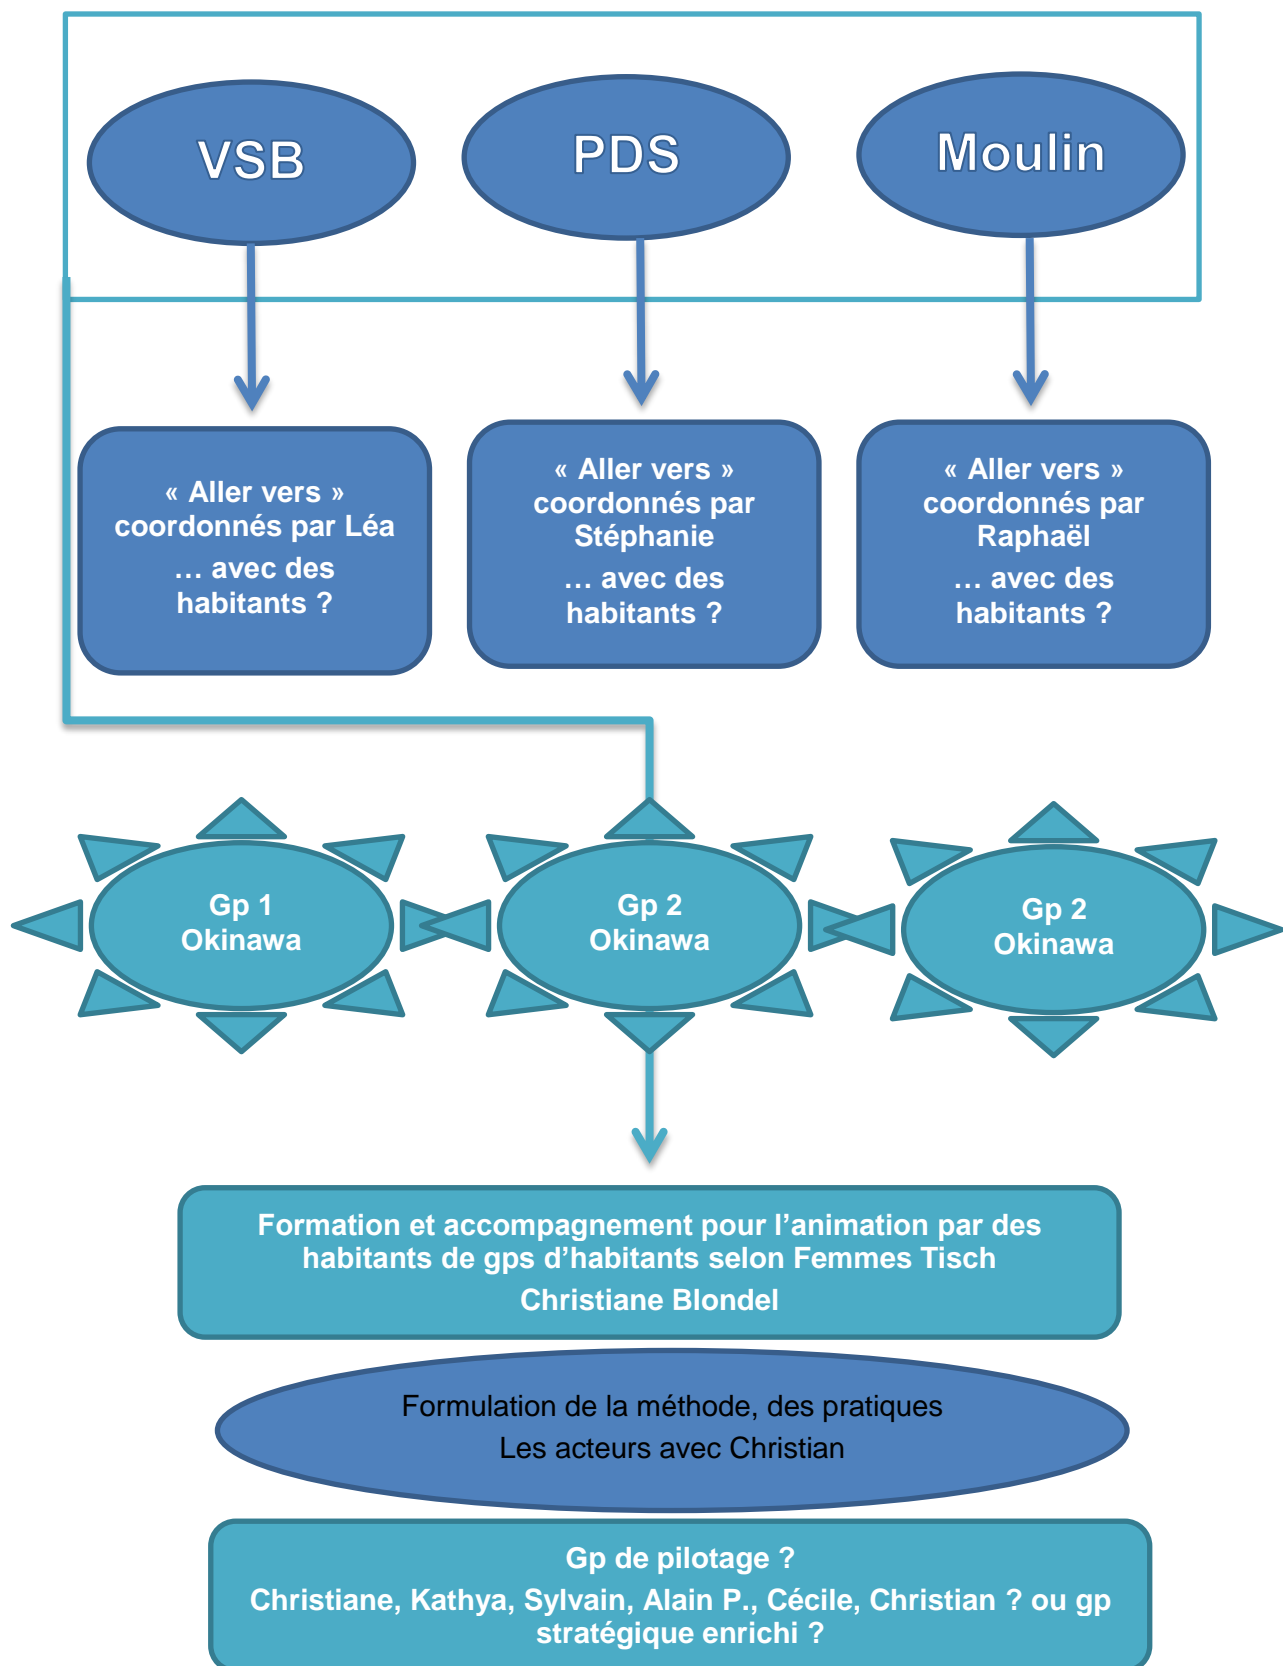 VSB
PDS
Moulin
« Aller vers »
coordonnés par Léa
… avec des
habitants ?
« Aller vers »
coordonnés par
Stéphanie
… avec des
habitants ?
« Aller vers »
coordonnés par
Raphaël
… avec des
habitants ?
Gp 1
Okinawa
Gp 2
Okinawa
Gp 2
Okinawa
Formation et accompagnement pour l’animation par des
habitants de gps d’habitants selon Femmes Tisch
Christiane Blondel
Formulation de la méthode, des pratiques
Les acteurs avec Christian
Gp de pilotage ?
Christiane, Kathya, Sylvain, Alain P., Cécile, Christian ? ou gp
stratégique enrichi ?